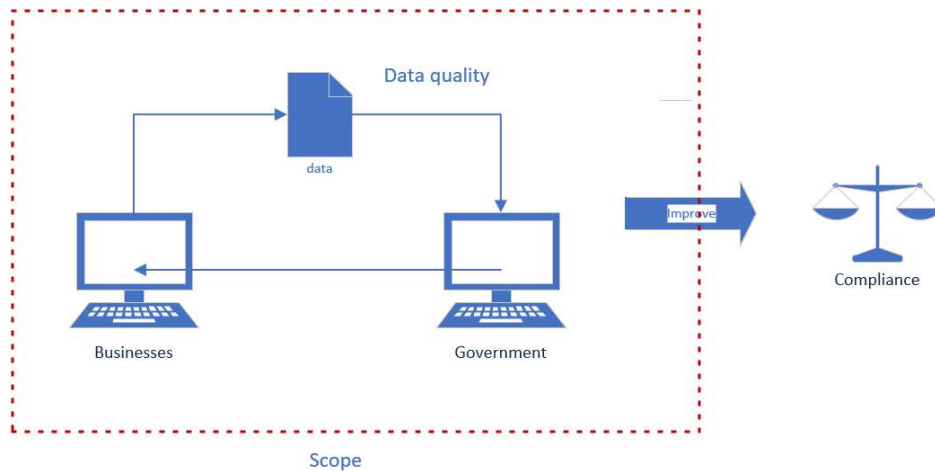 Data quality
data
Improve
Businesses
Government
Compliance
Scope